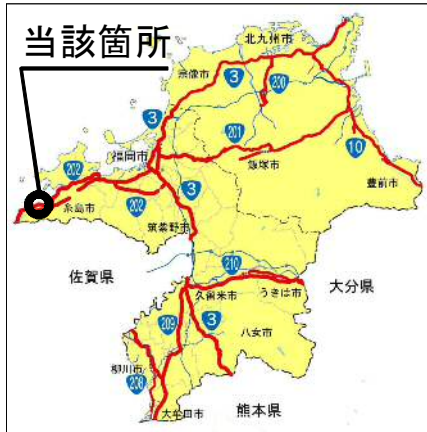 当該箇所
北九州市
宗像市
3
200
3
201
福岡市
飯塚市
10
豊前市
202
糸島市
202
3
筑紫野市
佐賀県
210
大分県
久留米市
うきは市
209
3
八女市
柳川市
208
大牟田市
熊本県